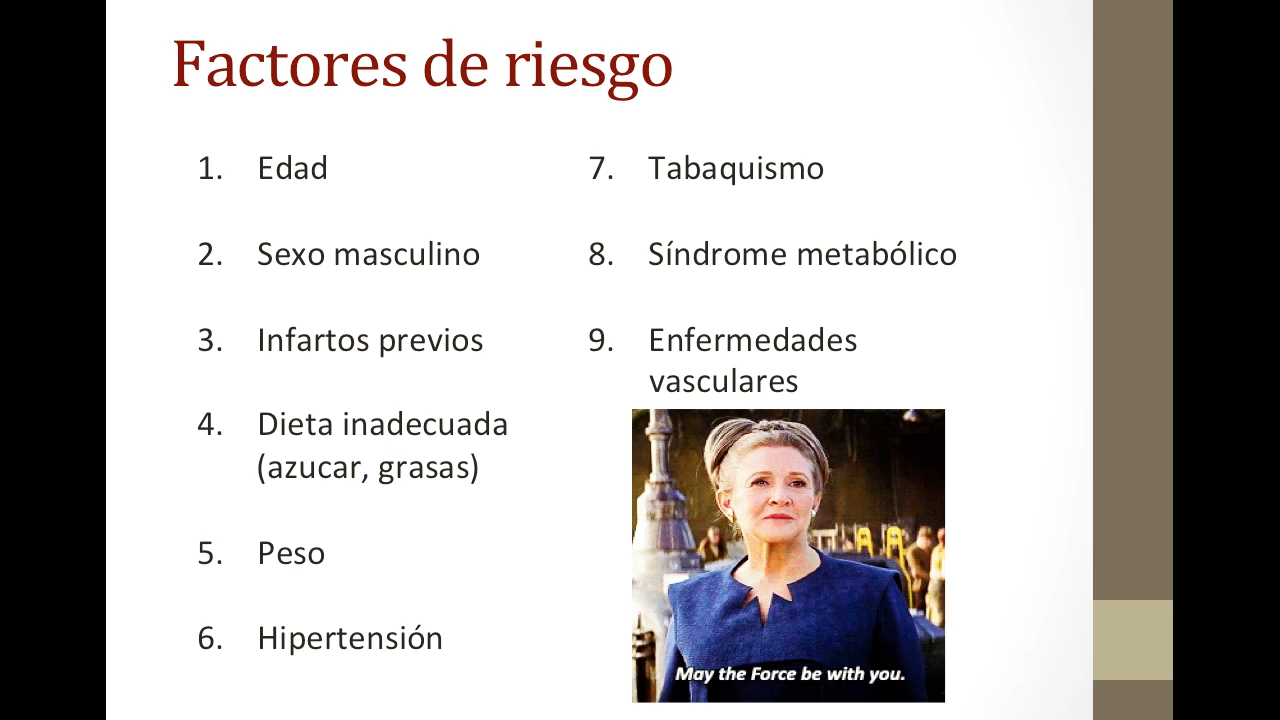 Factores de riesgo
1. Edad
2. Sexo masculino
3. Infartos previos
4. Dieta inadecuada
(azucar, grasas)
5. Peso
6. Hipertensión
7. Tabaquismo
8. Síndrome metabólico
9. Enfermedades
vasculares
May the Force be with you.